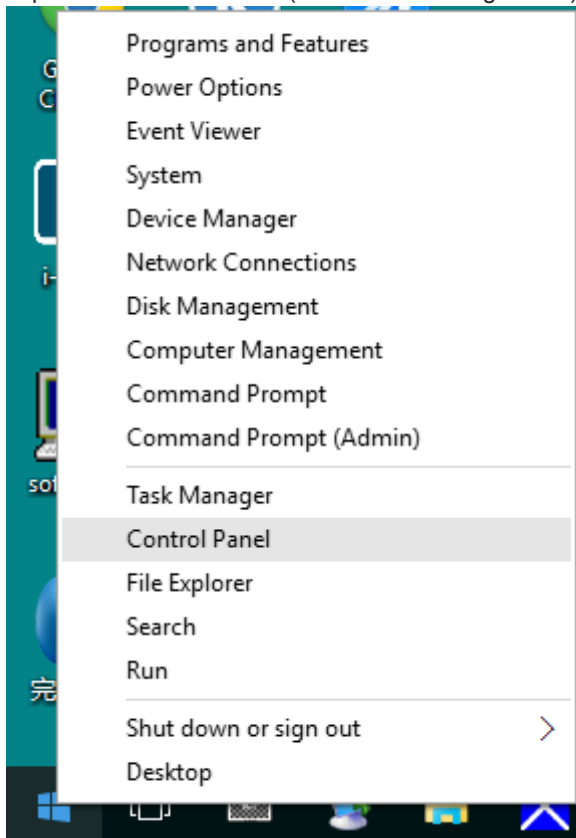 Programs and Features
Power Options
Event Viewer
System
Device Manager
Network Connections
Disk Management
Computer Management
Command Prompt
Command Prompt (Admin)
Task Manager
Control Panel
File Explorer
Search
Run
Shut down or sign out
Desktop